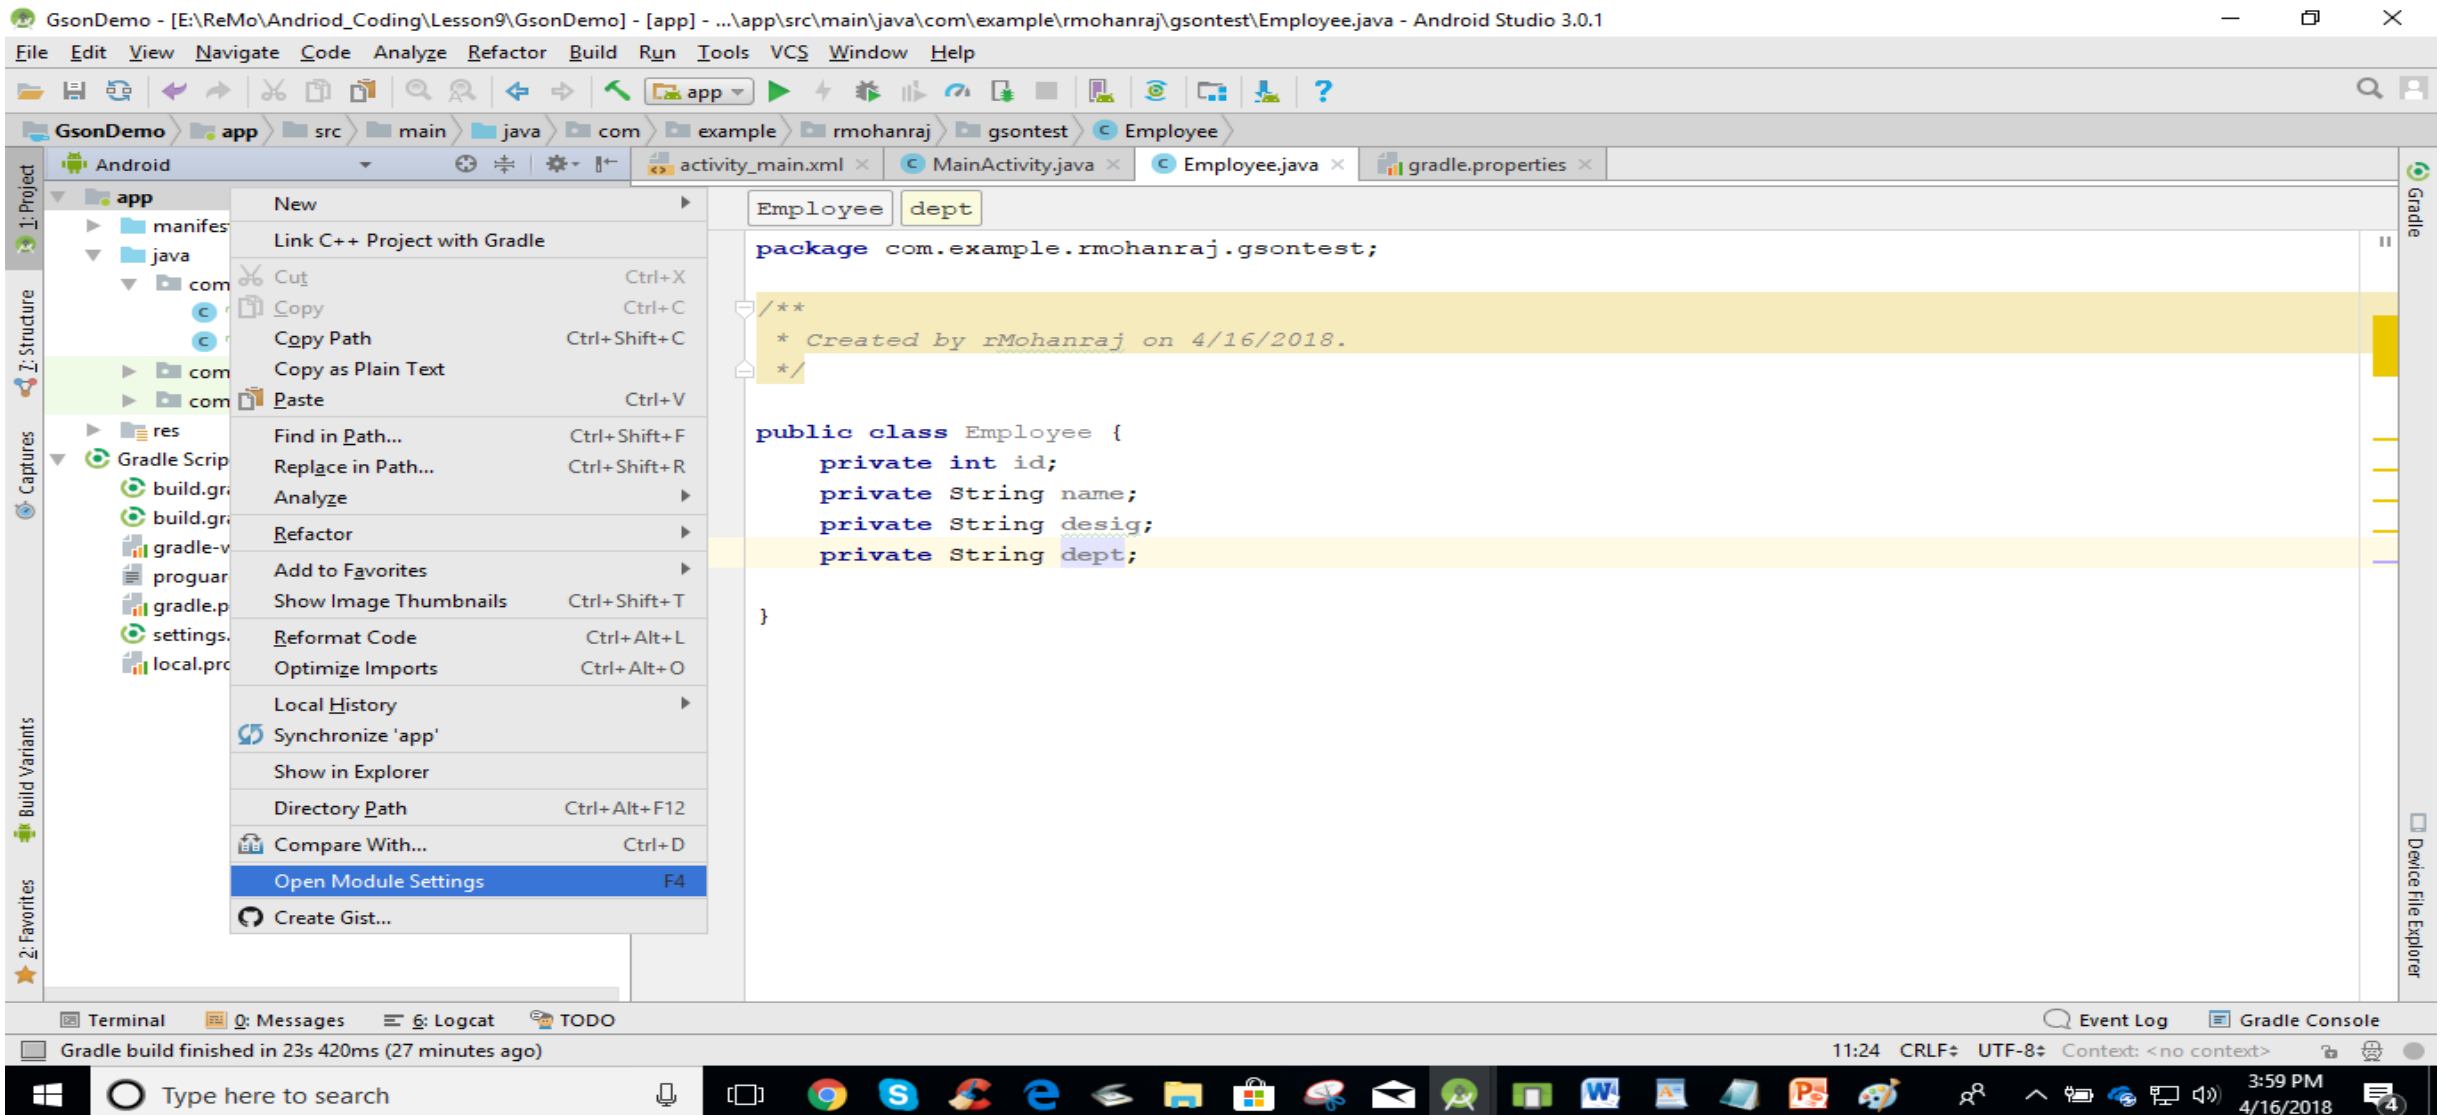 GsonDemo - [E:\ReMo\Andriod_Coding\Lesson9\GsonDemo] - [app] - ...\app\src\main\java\com\example\rmohanraj\gsontest\Employee.java - Android Studio 3.0.1
File Edit View Navigate Code Analyze Refactor Build Run Tools VCS Window Help
app
GsonDemo app src main java com example rmohanraj gsontest Employee
Android
activity_main.xml MainActivity.java Employee.java gradle.properties
1: Project
7: Structure
Captures
Build Variants
2: Favorites
app
manifes
java
com
com
com
res
Gradle Scrip
build.gra
build.gra
gradle-w
proguar
gradle.p
settings.
local.pro
New
Link C++ Project with Gradle
Cut Ctrl+X
Copy Ctrl+C
Copy Path Ctrl+Shift+C
Copy as Plain Text
Paste Ctrl+V
Find in Path... Ctrl+Shift+F
Replace in Path... Ctrl+Shift+R
Analyze
Refactor
Add to Favorites
Show Image Thumbnails Ctrl+Shift+T
Reformat Code Ctrl+Alt+L
Optimize Imports Ctrl+Alt+O
Local History
Synchronize 'app'
Show in Explorer
Directory Path Ctrl+Alt+F12
Compare With... Ctrl+D
Open Module Settings F4
Create Gist...
Employee dept
package com.example.rmohanraj.gsontest;
/**
* Created by rMohanraj on 4/16/2018.
*/
public class Employee {
private int id;
private String name;
private String desig;
private String dept;
}
Gradle
Device File Explorer
Terminal 0: Messages 6: Logcat TODO Event Log Gradle Console
Gradle build finished in 23s 420ms (27 minutes ago) 11:24 CRLF UTF-8 Context: <no context>
Type here to search
3:59 PM
4/16/2018
4